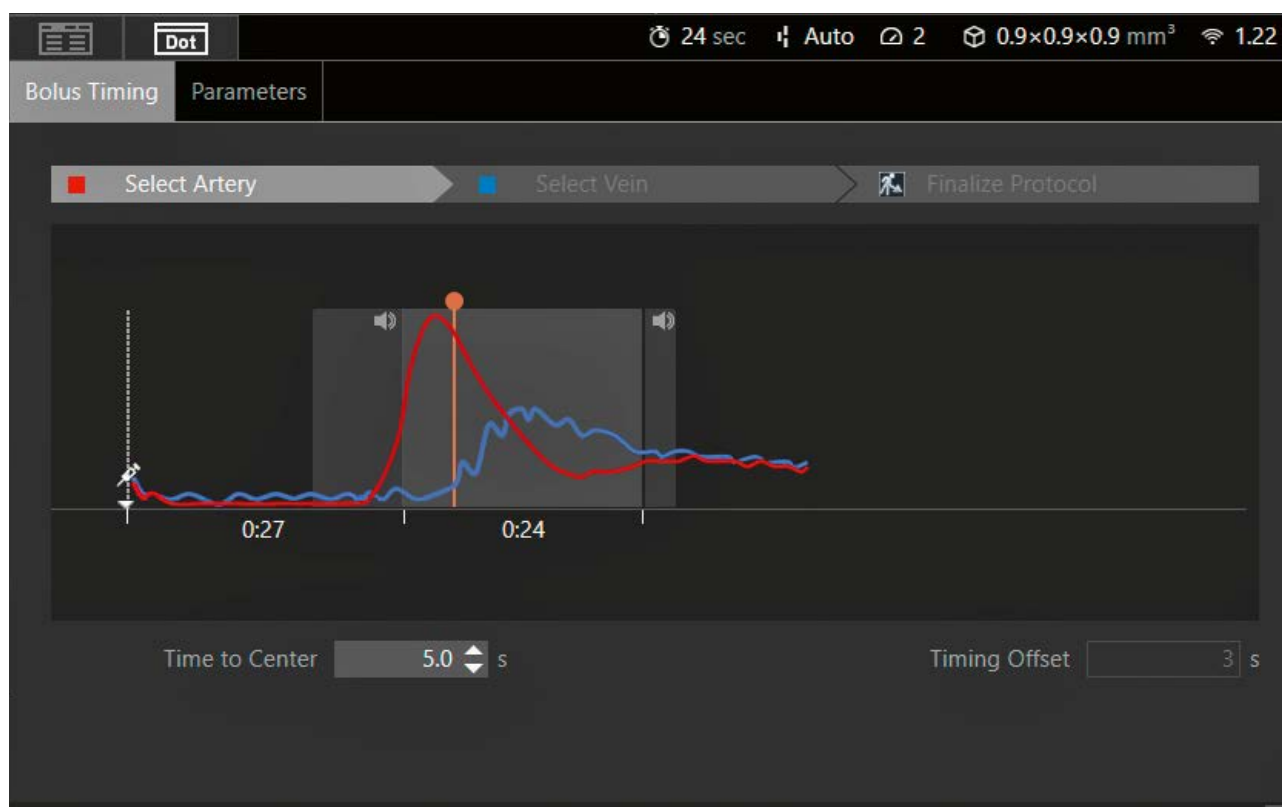 Dot
24 sec Auto 2 0.9×0.9×0.9 mm³ 1.22
Bolus Timing Parameters
Select Artery Select Vein Finalize Protocol
0:27 0:24
Time to Center 5.0 s Timing Offset 3 s